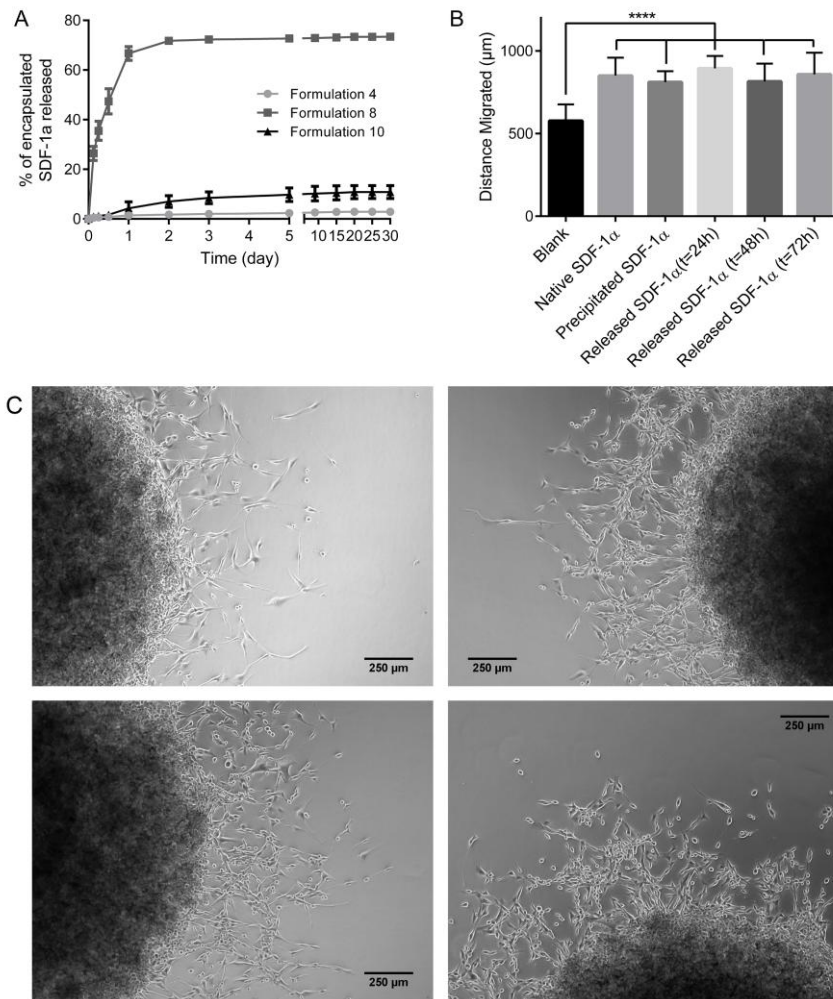 A
% of encapsulated
SDF-1a released
80
60
40
20
0
Formulation 4
Formulation 8
Formulation 10
0 1 2 3 5 10 15 20 25 30
Time (day)
B
Distance Migrated (µm)
1000
500
0
****
Blank
Native SDF-1α
Precipitated SDF-1α
Released SDF-1α(t=24h)
Released SDF-1α (t=48h)
Released SDF-1α (t=72h)
C
250 µm
250 µm
250 µm
250 µm